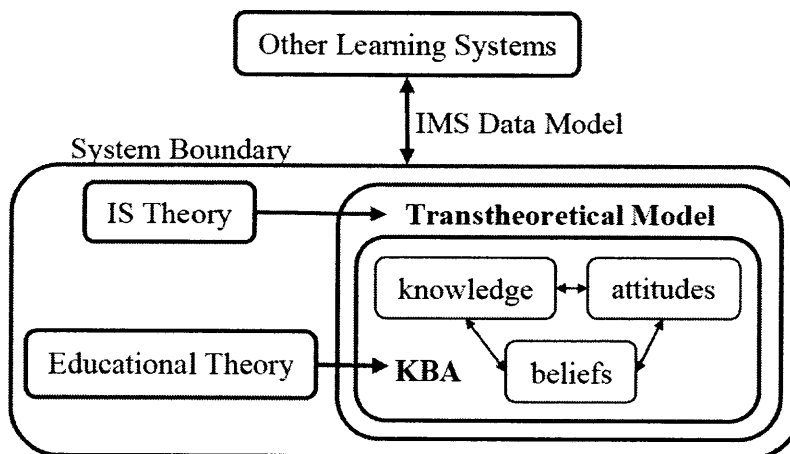 Other Learning Systems
IMS Data Model
System Boundary
IS Theory
Transtheoretical Model
knowledge
attitudes
Educational Theory
KBA
beliefs